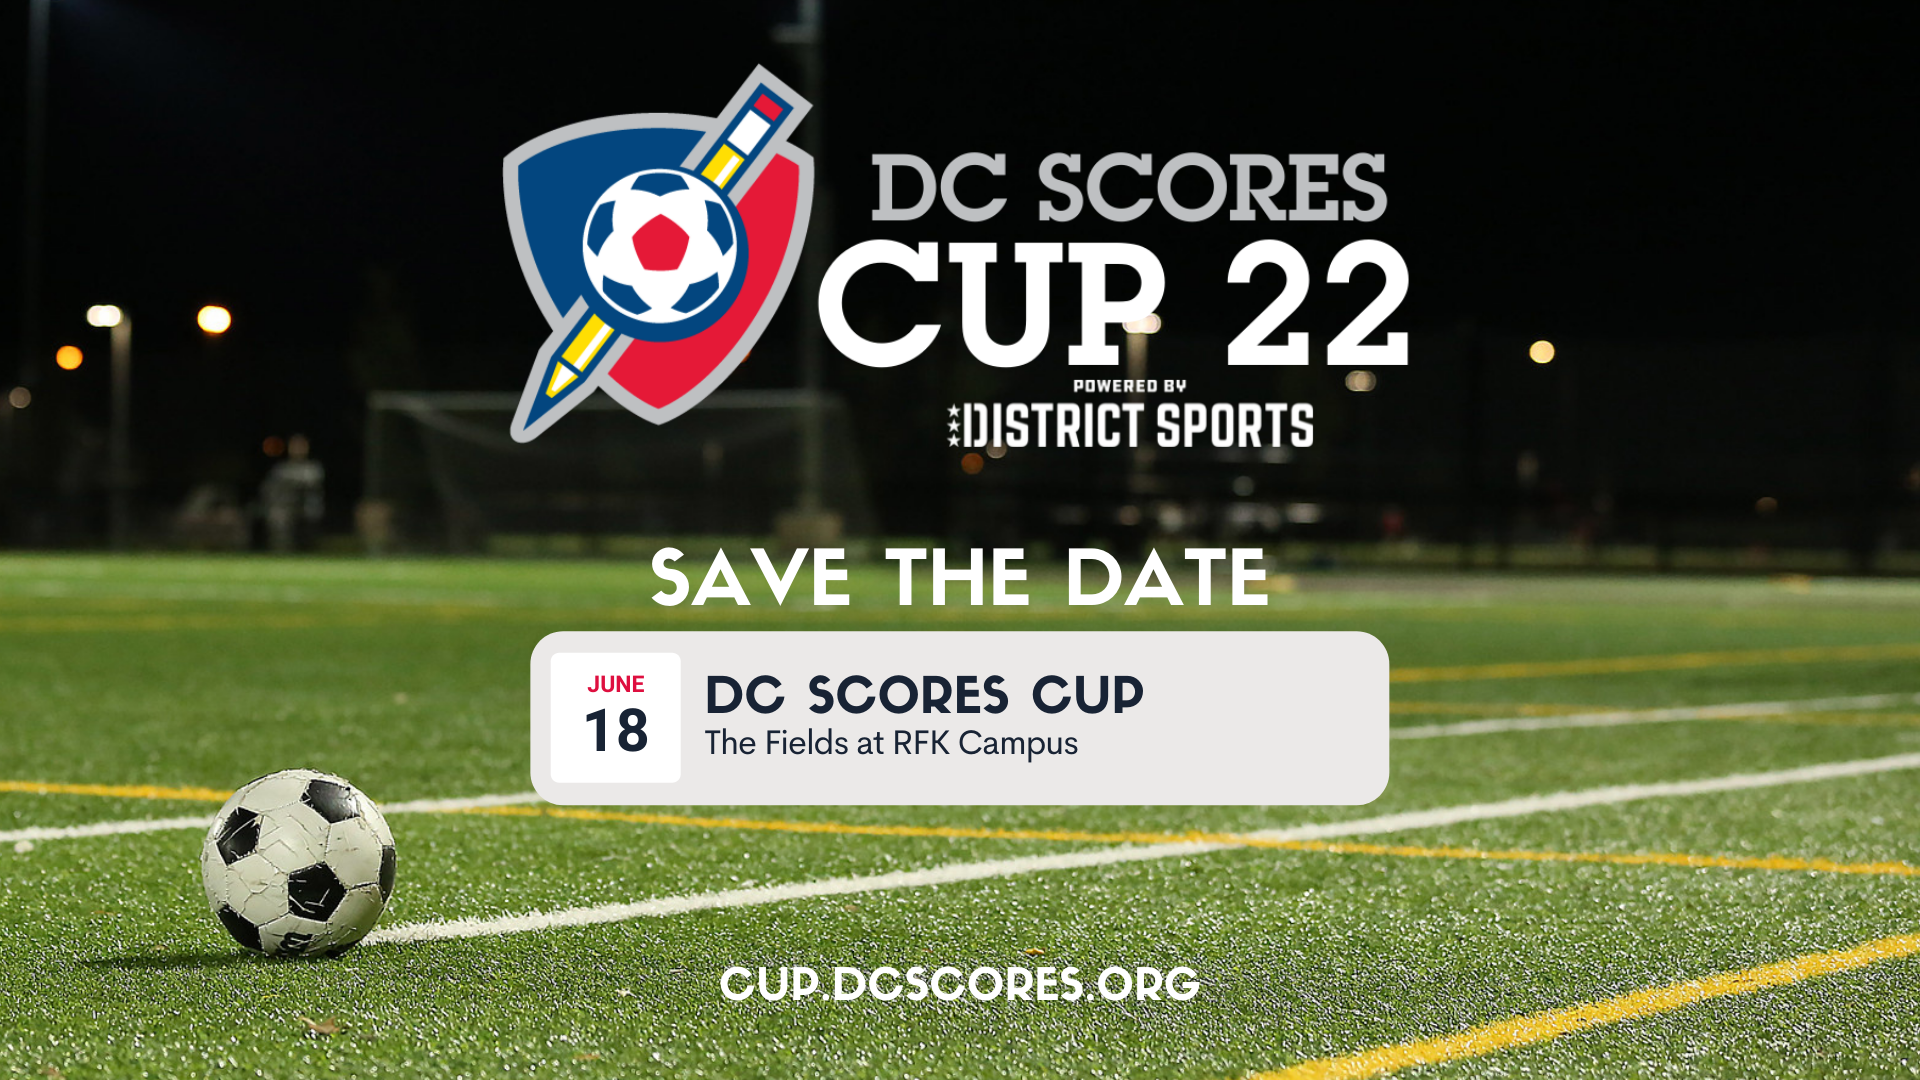 DC SCORES
CUP 22
POWERED BY
DISTRICT SPORTS
SAVE THE DATE
JUNE
18
DC SCORES CUP
The Fields at RFK Campus
CUP.DCSCORES.ORG